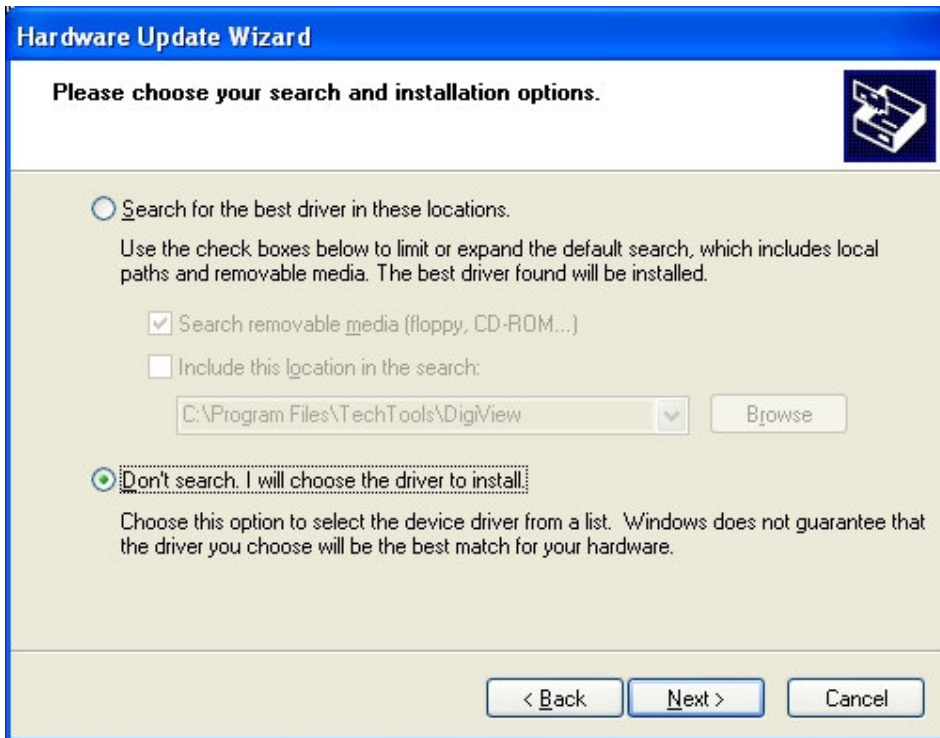 Hardware Update Wizard
Please choose your search and installation options.
Search for the best driver in these locations.
Use the check boxes below to limit or expand the default search, which includes local
paths and removable media. The best driver found will be installed.
Search removable media (floppy, CD-ROM...)
Include this location in the search:
C:\Program Files\TechTools\DigiView
Browse
Don't search. I will choose the driver to install.
Choose this option to select the device driver from a list. Windows does not guarantee that
the driver you choose will be the best match for your hardware.
< Back
Next >
Cancel